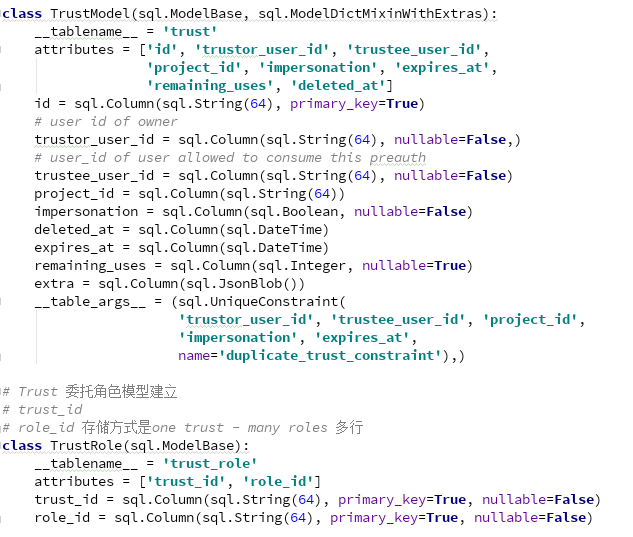 class TrustModel(sql.ModelBase, sql.ModelDictMixinWithExtras):
    __tablename__ = 'trust'
    attributes = ['id', 'trustor_user_id', 'trustee_user_id',
                  'project_id', 'impersonation', 'expires_at',
                  'remaining_uses', 'deleted_at']
    id = sql.Column(sql.String(64), primary_key=True)
    # user id of owner
    trustor_user_id = sql.Column(sql.String(64), nullable=False,)
    # user_id of user allowed to consume this preauth
    trustee_user_id = sql.Column(sql.String(64), nullable=False)
    project_id = sql.Column(sql.String(64))
    impersonation = sql.Column(sql.Boolean, nullable=False)
    deleted_at = sql.Column(sql.DateTime)
    expires_at = sql.Column(sql.DateTime)
    remaining_uses = sql.Column(sql.Integer, nullable=True)
    extra = sql.Column(sql.JsonBlob())
    __table_args__ = (sql.UniqueConstraint(
                      'trustor_user_id', 'trustee_user_id', 'project_id',
                      'impersonation', 'expires_at',
                      name='duplicate_trust_constraint'),)

# Trust 委托角色模型建立
# trust_id
# role_id 存储方式是one trust - many roles 多行
class TrustRole(sql.ModelBase):
    __tablename__ = 'trust_role'
    attributes = ['trust_id', 'role_id']
    trust_id = sql.Column(sql.String(64), primary_key=True, nullable=False)
    role_id = sql.Column(sql.String(64), primary_key=True, nullable=False)